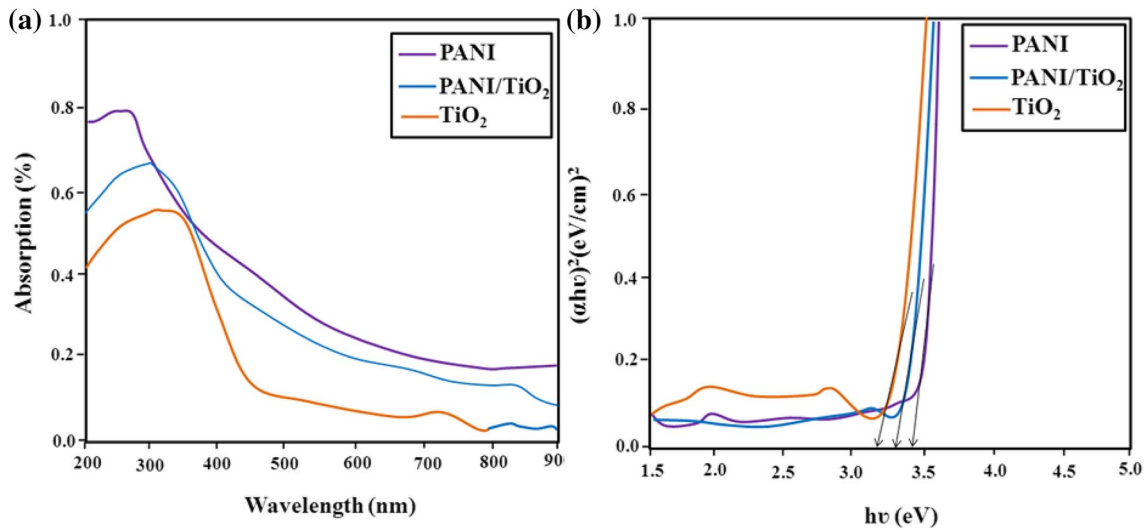 (a)
1.0
0.8
0.6
0.4
0.2
0.0
Absorption (%)
PANI
PANI/TiO₂
TiO₂
200 300 400 500 600 700 800 900
Wavelength (nm)
(b)
1.0
0.8
0.6
0.4
0.2
0.0
(αhυ)²(eV/cm)²
PANI
PANI/TiO₂
TiO₂
1.5 2.0 2.5 3.0 3.5 4.0 4.5 5.0
hυ (eV)